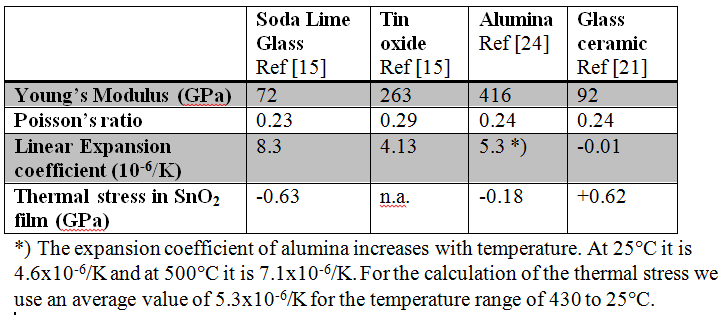 Soda Lime Glass Ref [15] Tin oxide Ref [15] Alumina Ref [24] Glass ceramic Ref [21]
Young's Modulus (GPa) 72 263 416 92
Poisson's ratio 0.23 0.29 0.24 0.24
Linear Expansion coefficient (10⁻⁶/K) 8.3 4.13 5.3 *) -0.01
Thermal stress in SnO₂ film (GPa) -0.63 n.a. -0.18 +0.62
*) The expansion coefficient of alumina increases with temperature. At 25°C it is
4.6x10⁻⁶/K and at 500°C it is 7.1x10⁻⁶/K. For the calculation of the thermal stress we
use an average value of 5.3x10⁻⁶/K for the temperature range of 430 to 25°C.